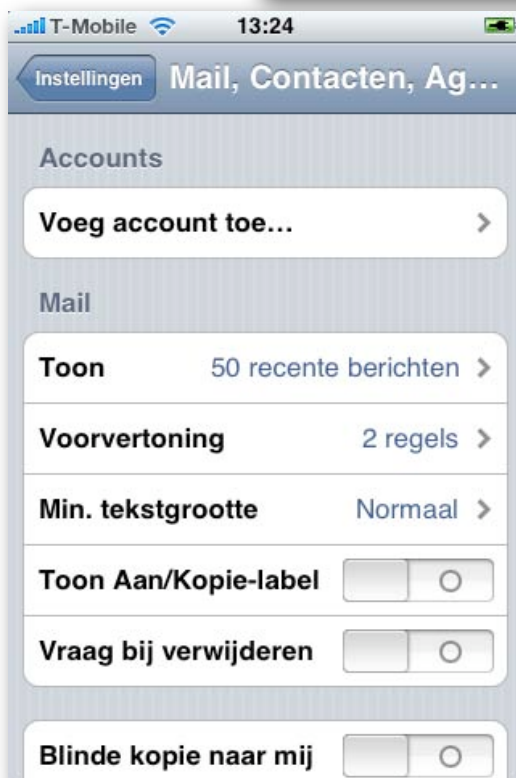 T-Mobile 13:24
Instellingen Mail, Contacten, Ag...
Accounts
Voeg account toe...
Mail
Toon 50 recente berichten
Voorvertoning 2 regels
Min. tekstgrootte Normaal
Toon Aan/Kopie-label
Vraag bij verwijderen
Blinde kopie naar mij